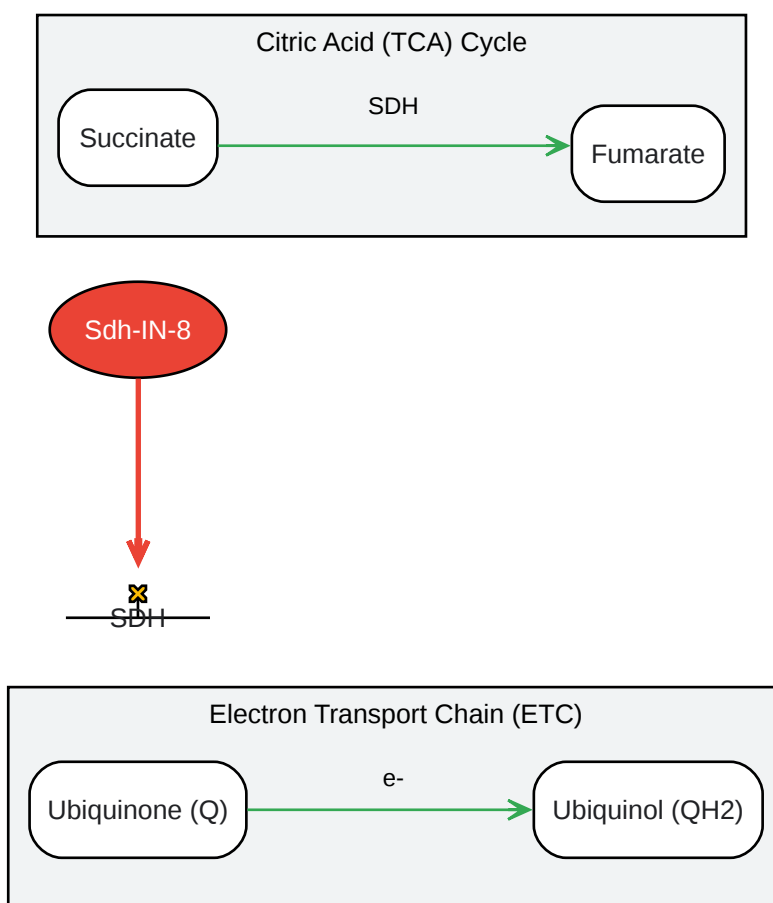 Citric Acid (TCA) Cycle
SDH
Succinate
Fumarate
Sdh-IN-8
SDH
Electron Transport Chain (ETC)
e-
Ubiquinone (Q)
Ubiquinol (QH2)